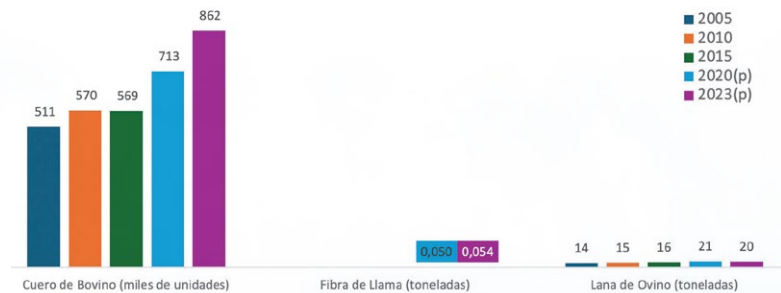 862
713
570
569
511
2005
2010
2015
2020(p)
2023(p)
0,050 0,054
14 15 16 21 20
Cuero de Bovino (miles de unidades)
Fibra de Llama (toneladas)
Lana de Ovino (toneladas)